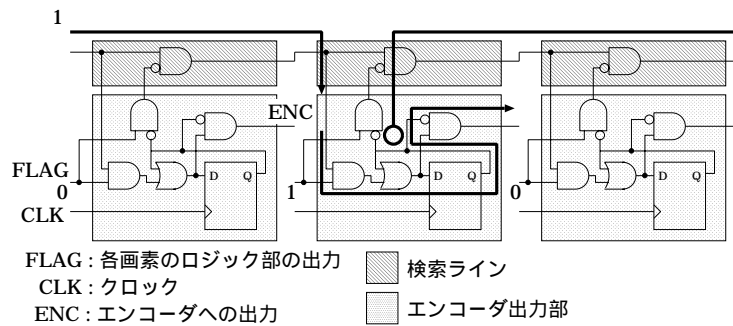 1
ENC
D Q
D Q
D Q
FLAG
0
1
0
CLK
FLAG : 各画素のロジック部の出力
CLK : クロック
ENC : エンコーダへの出力
検索ライン
エンコーダ出力部